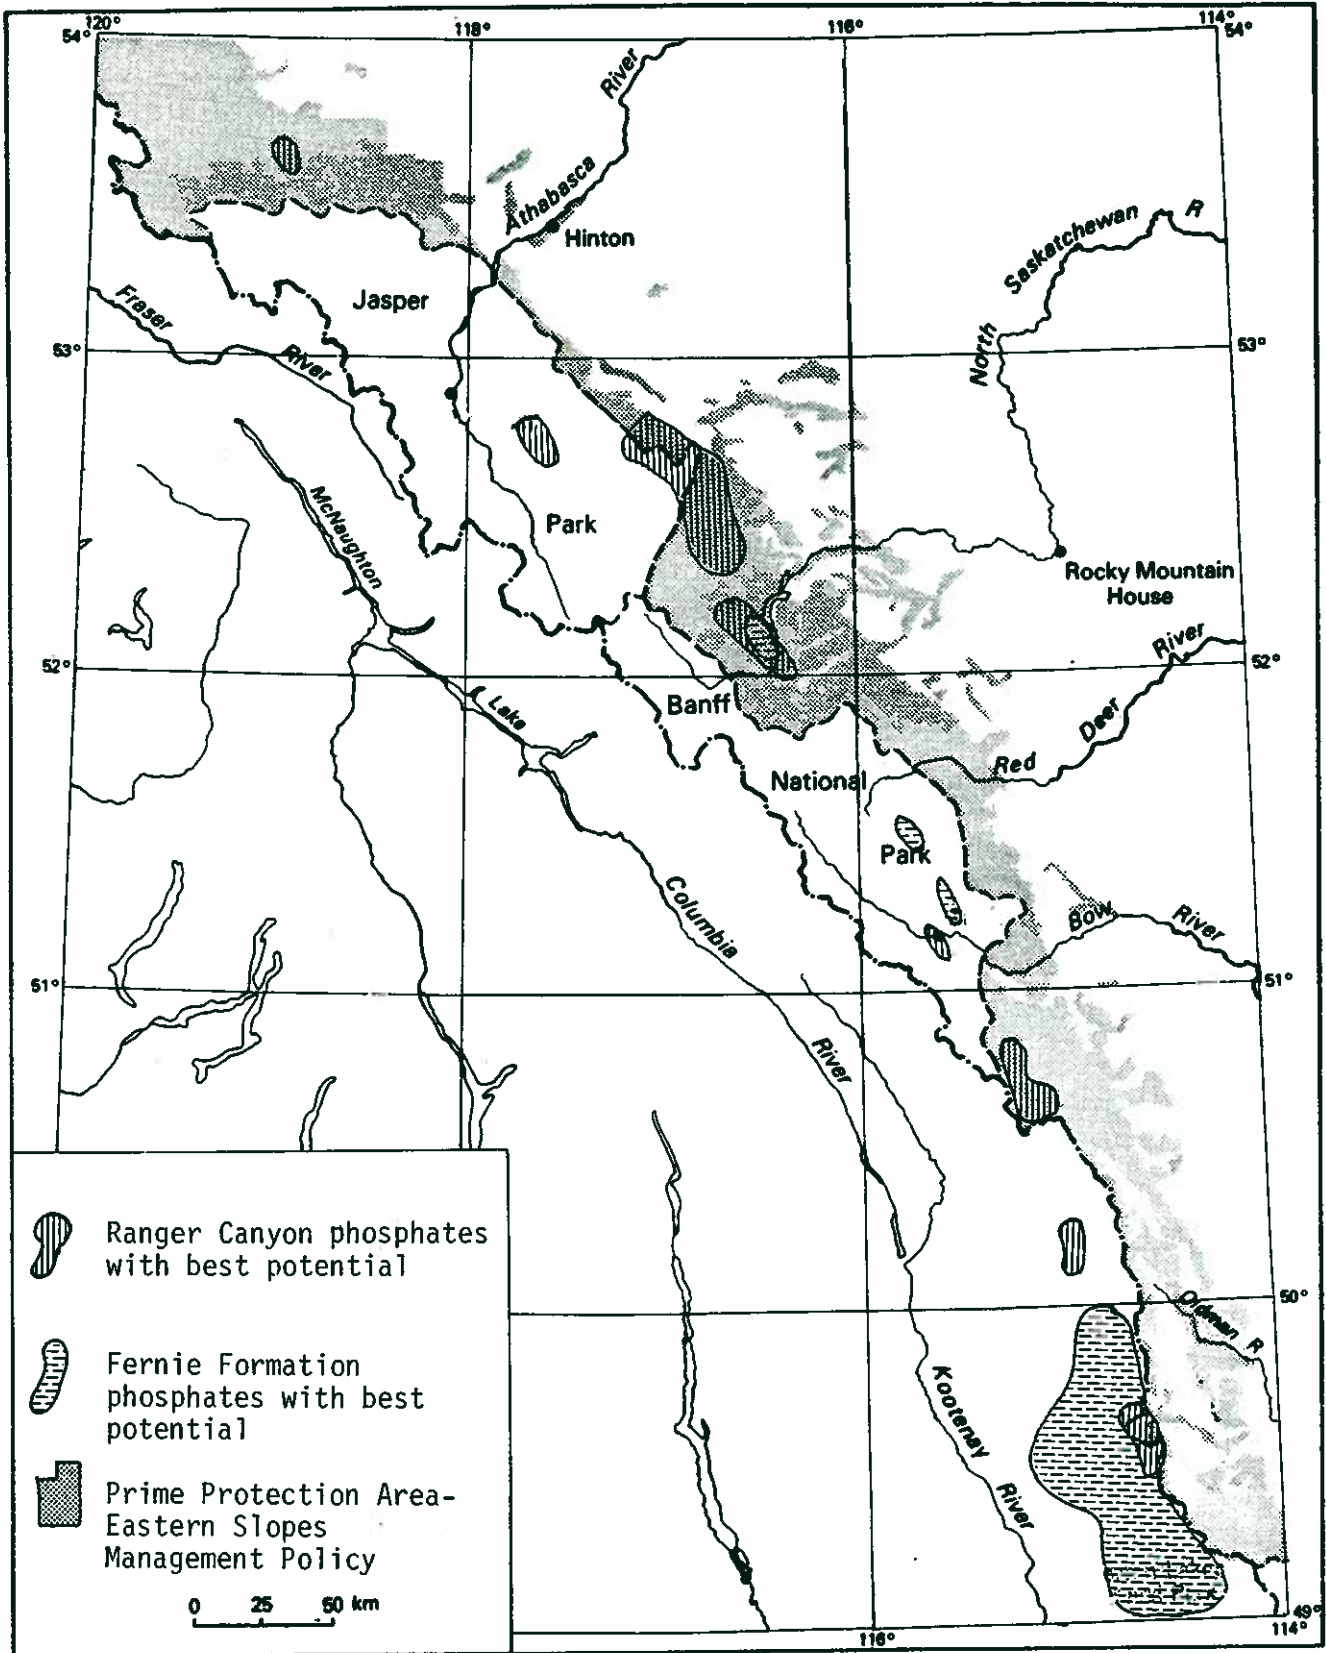 120°
118°
116°
114°
54°
54°
River
Athabasca
Hinton
Saskatchewan
R
North
Jasper
Fraser
River
53°
53°
McNaughton
Park
Rocky Mountain
House
River
52°
52°
Banff
Lake
Deer
Red
National
Park
Columbia
Bow
River
51°
51°
River
Ranger Canyon phosphates
with best potential
50°
Oldman R
Fernie Formation
phosphates with best
potential
Kootenay
River
Prime Protection Area-
Eastern Slopes
Management Policy
0 25 50 km
49°
116°
114°